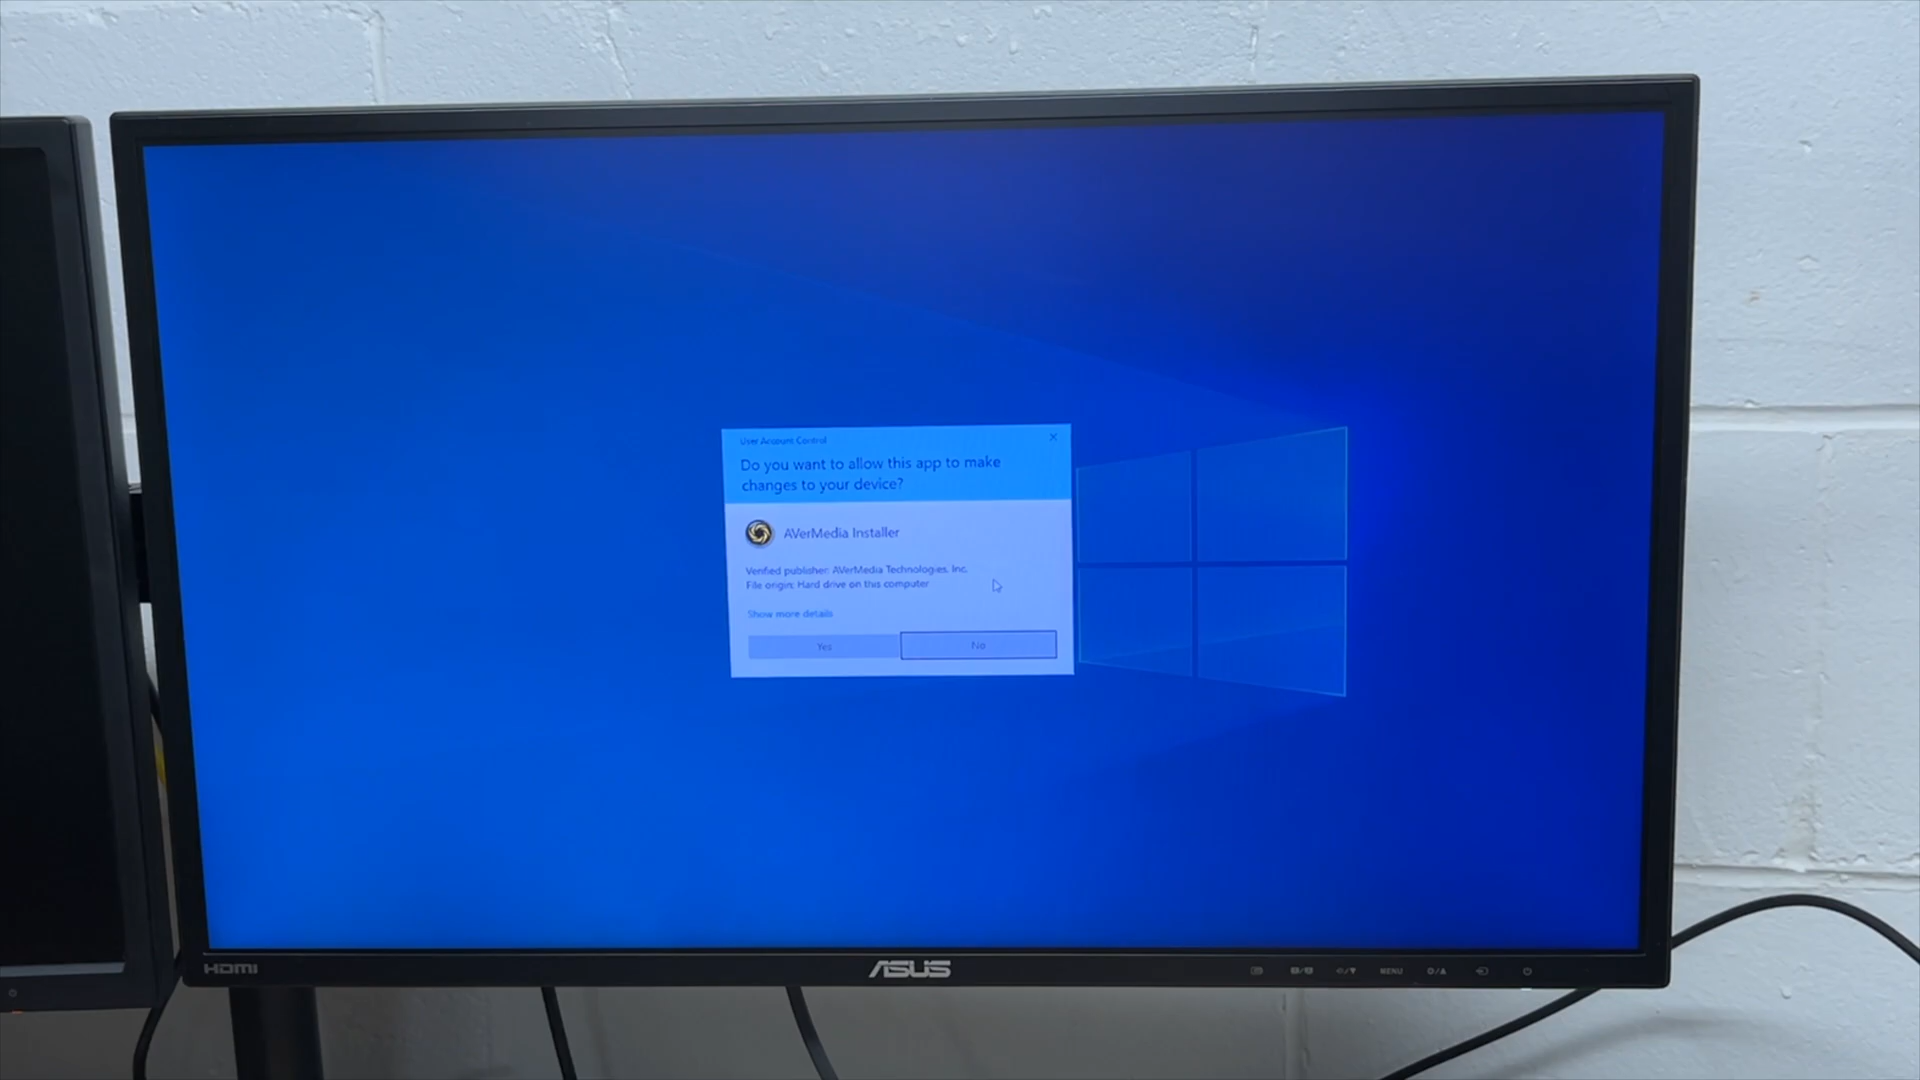 User Account Control
Do you want to allow this app to make
changes to your device?
AVerMedia Installer
Verified publisher: AVerMedia Technologies, Inc.
File origin: Hard drive on this computer
Show more details
Yes
No
HDMI
ASUS
MENU